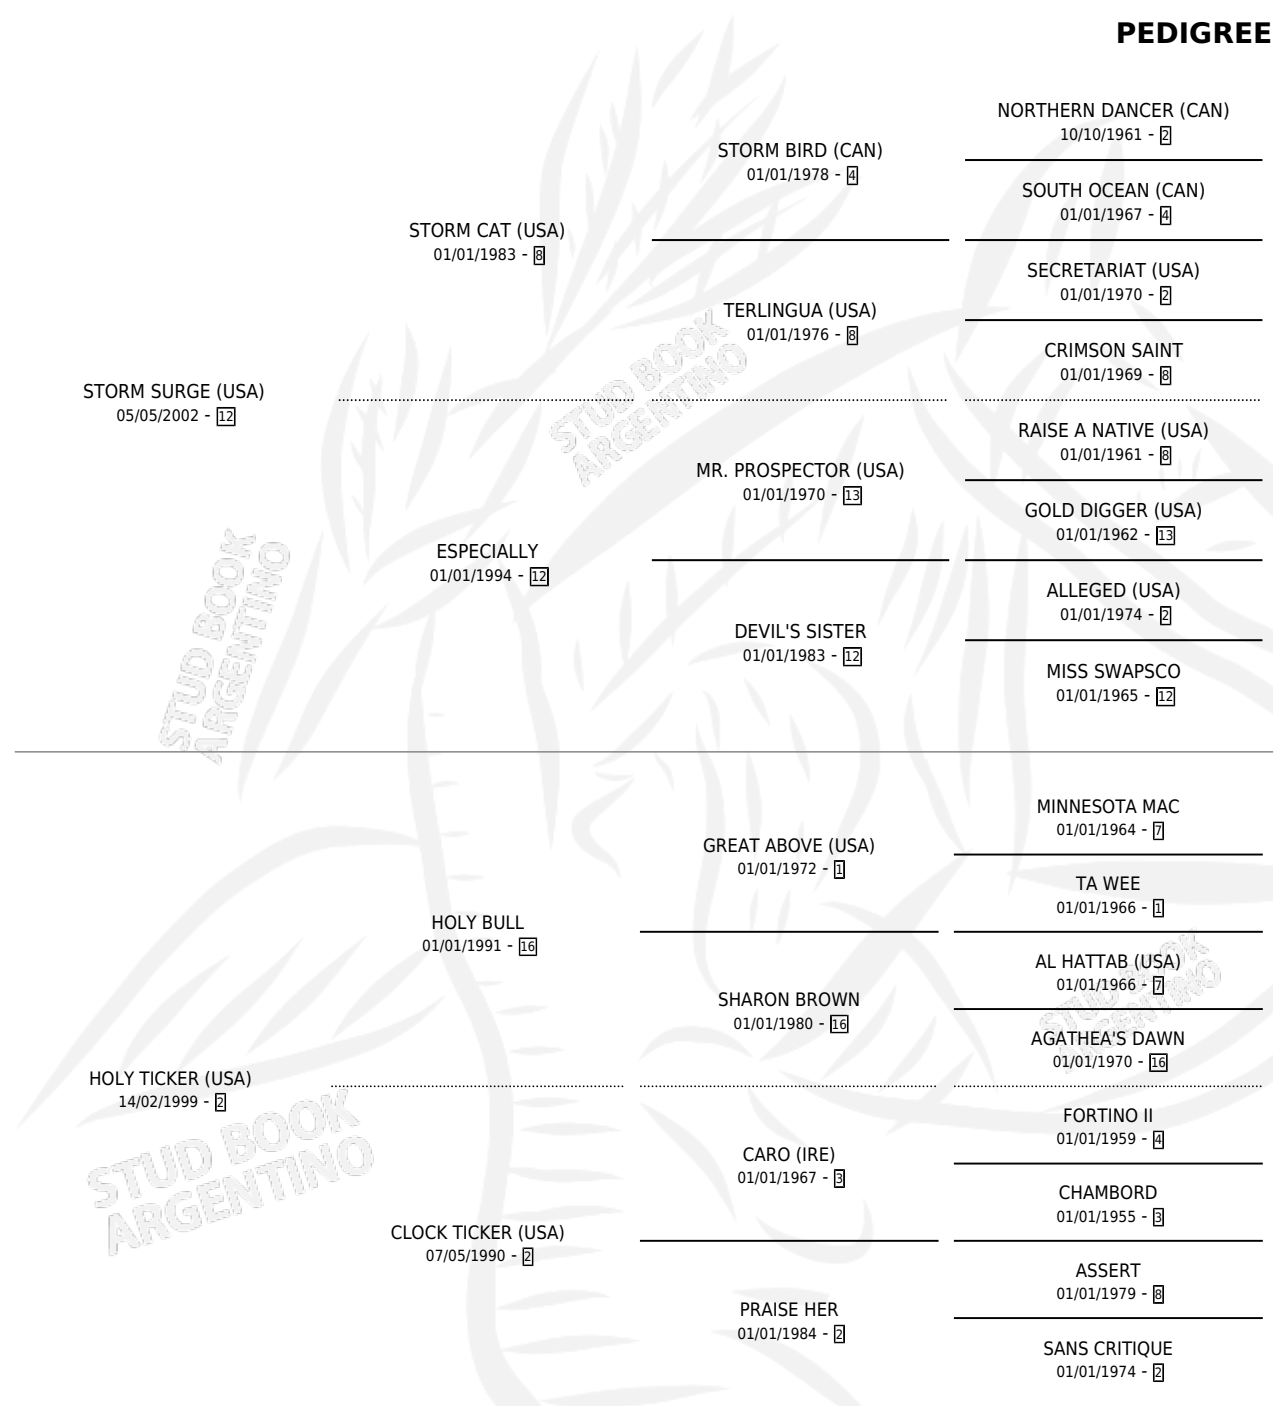 PEDIGREE
NORTHERN DANCER (CAN)
10/10/1961 - 2
STORM BIRD (CAN)
01/01/1978 - 4
SOUTH OCEAN (CAN)
01/01/1967 - 4
STORM CAT (USA)
01/01/1983 - 8
SECRETARIAT (USA)
01/01/1970 - 2
TERLINGUA (USA)
01/01/1976 - 8
CRIMSON SAINT
01/01/1969 - 8
STORM SURGE (USA)
05/05/2002 - 12
RAISE A NATIVE (USA)
01/01/1961 - 8
MR. PROSPECTOR (USA)
01/01/1970 - 13
GOLD DIGGER (USA)
01/01/1962 - 13
ESPECIALLY
01/01/1994 - 12
ALLEGED (USA)
01/01/1974 - 2
DEVIL'S SISTER
01/01/1983 - 12
MISS SWAPSCO
01/01/1965 - 12
MINNESOTA MAC
01/01/1964 - 7
GREAT ABOVE (USA)
01/01/1972 - 1
TA WEE
01/01/1966 - 1
HOLY BULL
01/01/1991 - 16
AL HATTAB (USA)
01/01/1966 - 7
SHARON BROWN
01/01/1980 - 16
AGATHEA'S DAWN
01/01/1970 - 16
HOLY TICKER (USA)
14/02/1999 - 2
FORTINO II
01/01/1959 - 4
CARO (IRE)
01/01/1967 - 3
CHAMBORD
01/01/1955 - 3
CLOCK TICKER (USA)
07/05/1990 - 2
ASSERT
01/01/1979 - 8
PRAISE HER
01/01/1984 - 2
SANS CRITIQUE
01/01/1974 - 2
STUD BOOK
ARGENTINO
STUD BOOK
ARGENTINO
STUD BOOK
ARGENTINO
STUD BOOK
ARGENTINO